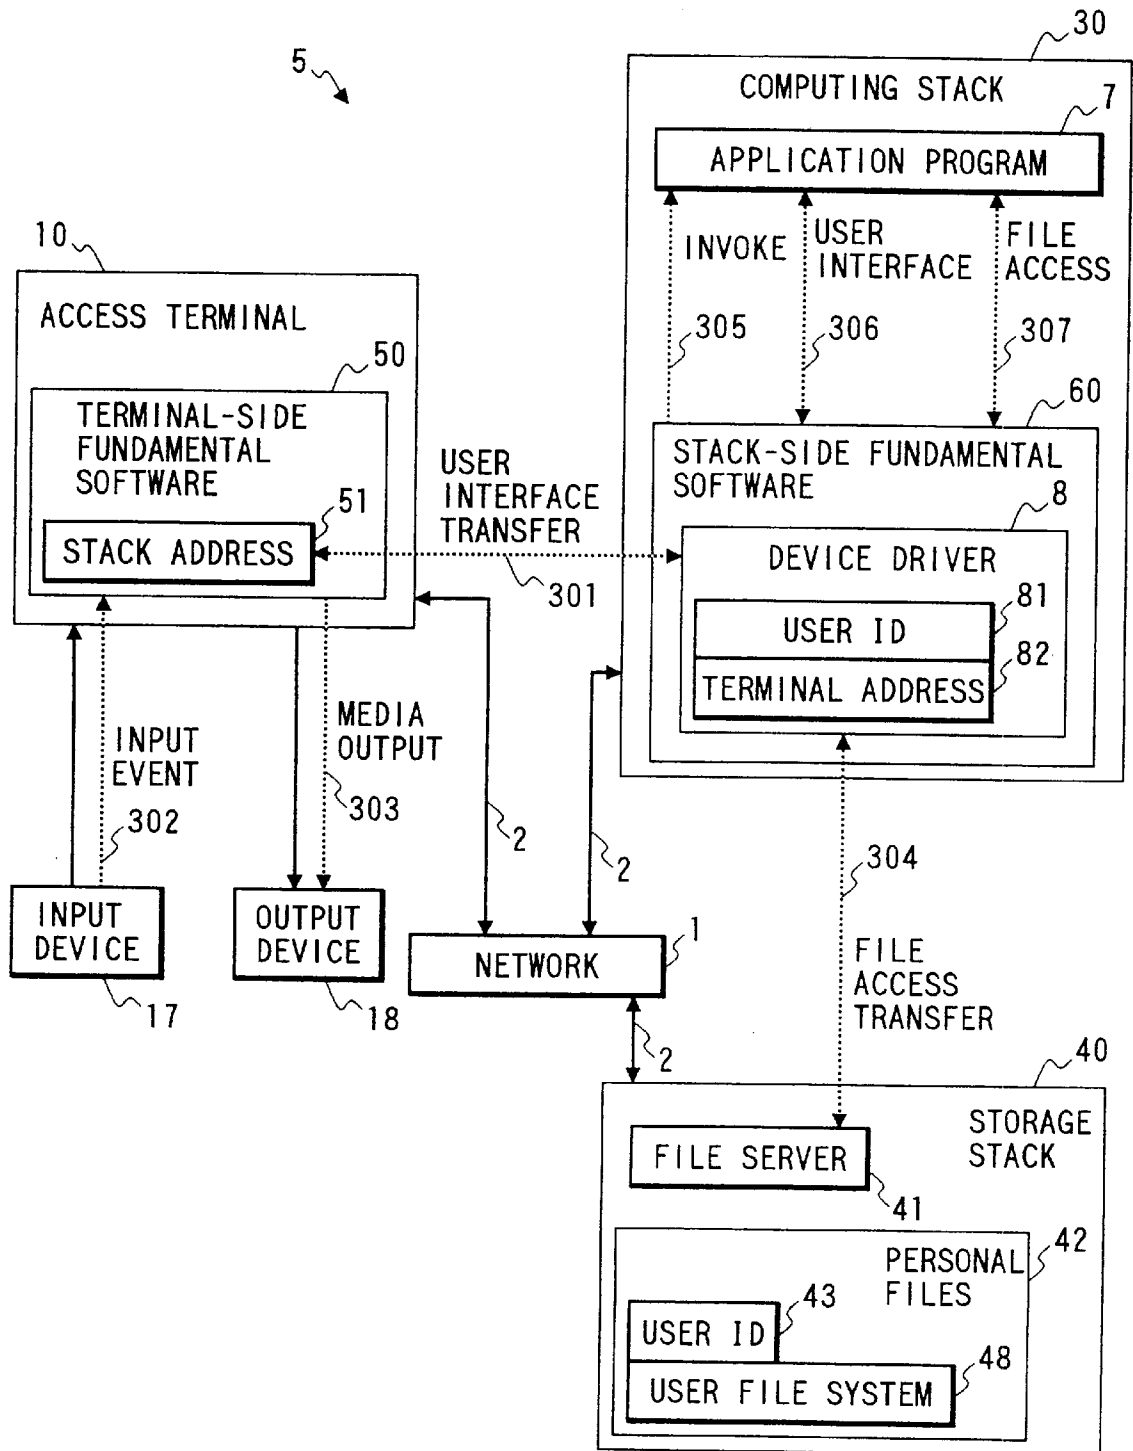 30
5
COMPUTING STACK
7
APPLICATION PROGRAM
10
INVOKE
USER
INTERFACE
FILE
ACCESS
ACCESS TERMINAL
305
306
307
50
60
TERMINAL-SIDE
FUNDAMENTAL
SOFTWARE
USER
INTERFACE
TRANSFER
STACK-SIDE FUNDAMENTAL
SOFTWARE
51
8
STACK ADDRESS
DEVICE DRIVER
301
81
USER ID
82
TERMINAL ADDRESS
INPUT
EVENT
MEDIA
OUTPUT
302
303
2
2
304
INPUT
DEVICE
OUTPUT
DEVICE
1
NETWORK
FILE
ACCESS
TRANSFER
17
18
2
40
STORAGE
STACK
FILE SERVER
41
42
PERSONAL
FILES
43
USER ID
48
USER FILE SYSTEM